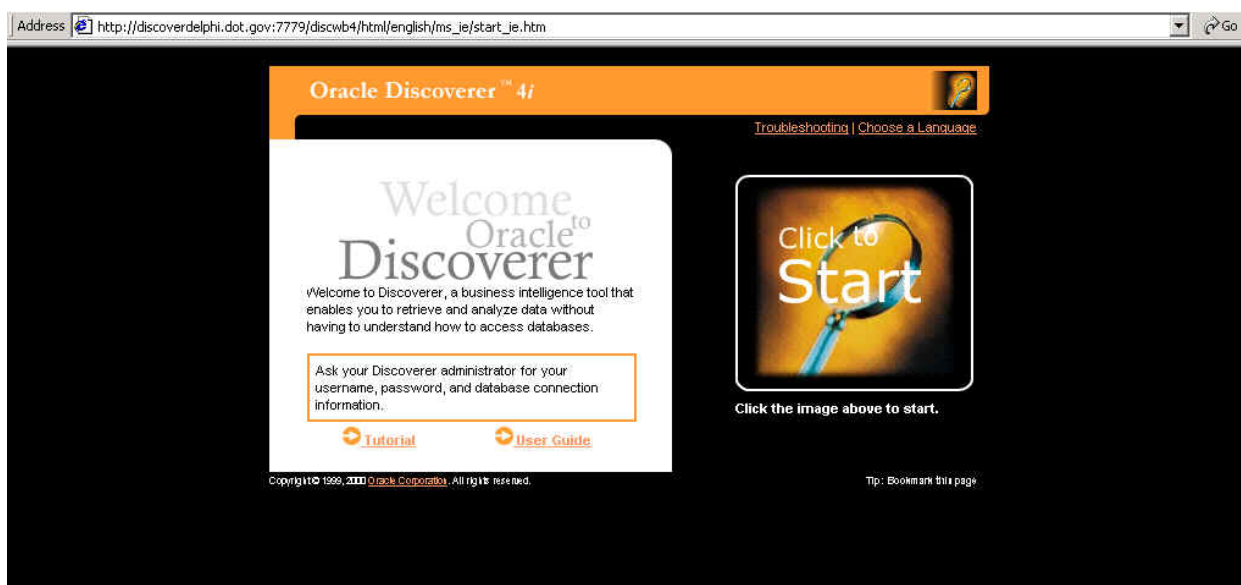 Address http://discoverdelphi.dot.gov:7779/discwb4/html/english/ms_ie/start_ie.htm Go
Oracle Discoverer™ 4i
Troubleshooting | Choose a Language
Welcome
to
Oracle
Discoverer
Welcome to Discoverer, a business intelligence tool that
enables you to retrieve and analyze data without
having to understand how to access databases.
Ask your Discoverer administrator for your
username, password, and database connection
information.
Tutorial User Guide
Click to
Start
Click the image above to start.
Copyright© 1999, 2000 Oracle Corporation. All rights reserved.
Tip: Bookmark this page